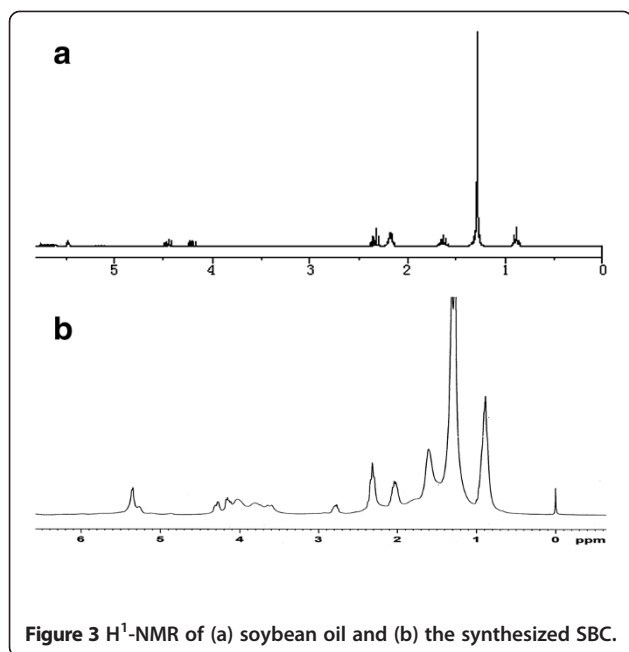 a
5 4 3 2 1 0
b
6 5 4 3 2 1 0 ppm
Figure 3 H¹-NMR of (a) soybean oil and (b) the synthesized SBC.